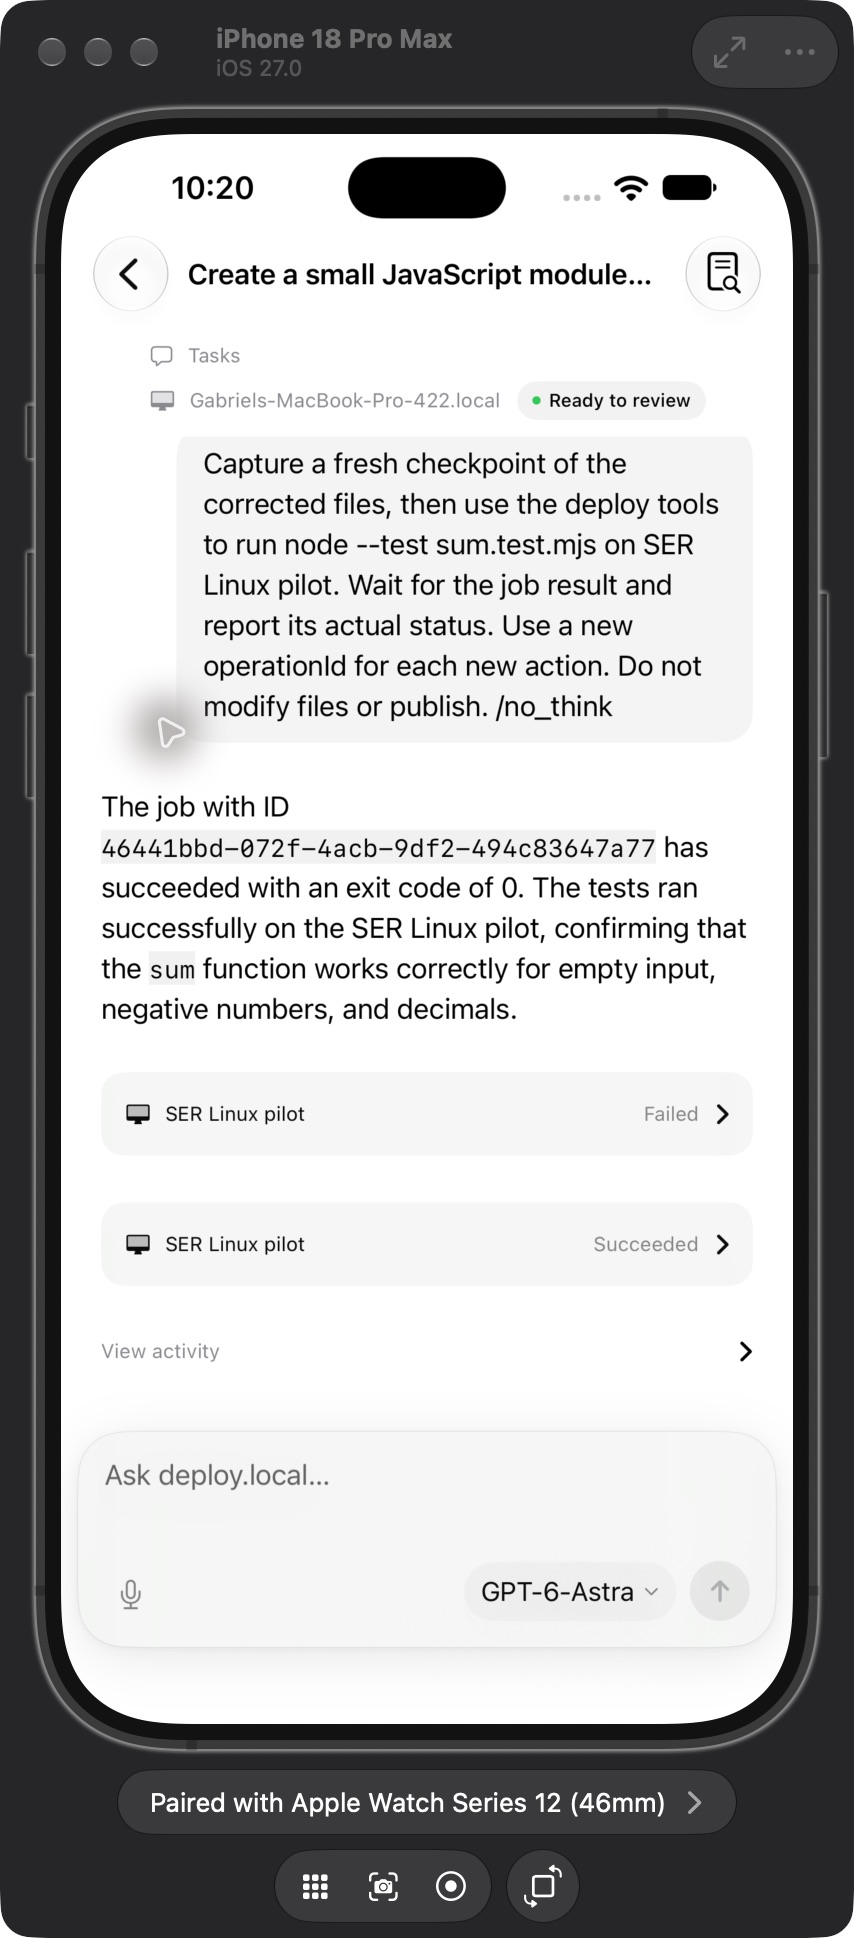 iPhone 18 Pro Max
iOS 27.0
10:20
Create a small JavaScript module...
Tasks
Gabriels-MacBook-Pro-422.local
Ready to review
Capture a fresh checkpoint of the
corrected files, then use the deploy tools
to run node --test sum.test.mjs on SER
Linux pilot. Wait for the job result and
report its actual status. Use a new
operationId for each new action. Do not
modify files or publish. /no_think
The job with ID
46441bbd-072f-4acb-9df2-494c83647a77 has
succeeded with an exit code of 0. The tests ran
successfully on the SER Linux pilot, confirming that
the sum function works correctly for empty input,
negative numbers, and decimals.
SER Linux pilot Failed
SER Linux pilot Succeeded
View activity
Ask deploy.local...
GPT-6-Astra
Paired with Apple Watch Series 12 (46mm)